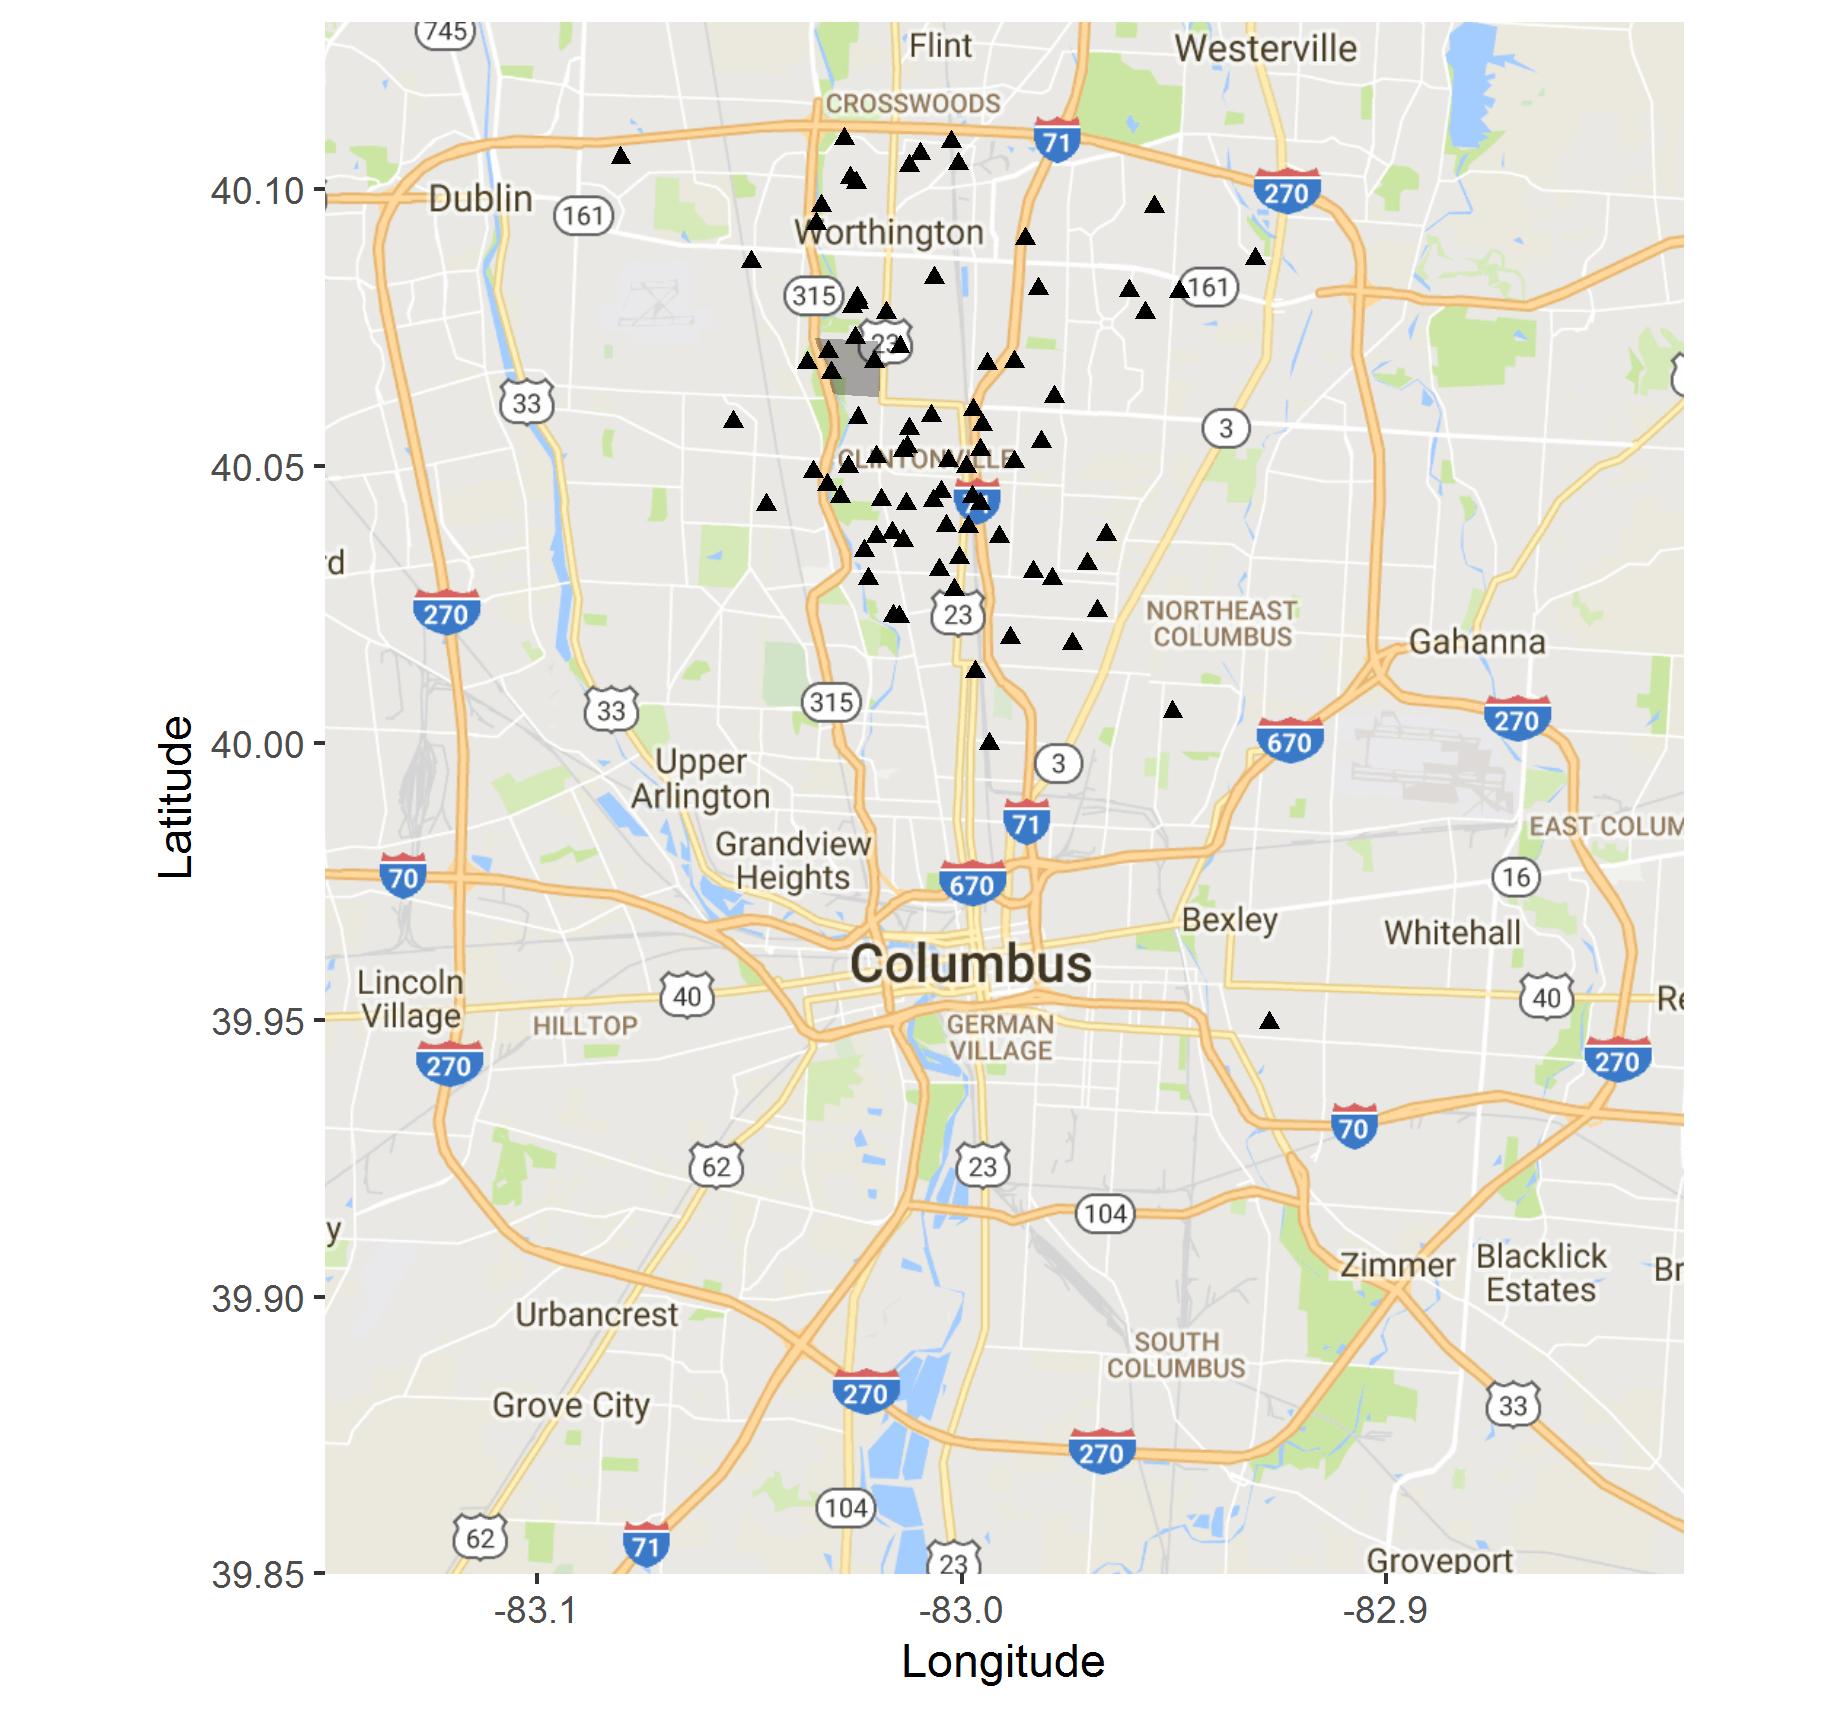 745
Flint
Westerville
CROSSWOODS
71
40.10
Dublin
161
270
Worthington
315
161
23
33
3
40.05
CLINTONVILLE
rd
270
23
NORTHEAST
COLUMBUS
Gahanna
33
315
270
40.00
670
Upper
Arlington
3
71
Grandview
Heights
EAST COLUM
70
670
16
Bexley
Whitehall
Columbus
Lincoln
Village
40
40
Re
HILLTOP
GERMAN
VILLAGE
39.95
270
270
70
62
23
104
y
Zimmer
Blacklick
Estates
Br
39.90
Urbancrest
SOUTH
COLUMBUS
270
Grove City
33
270
104
62
71
23
Groveport
39.85
-83.1
-83.0
-82.9
Longitude
Latitude